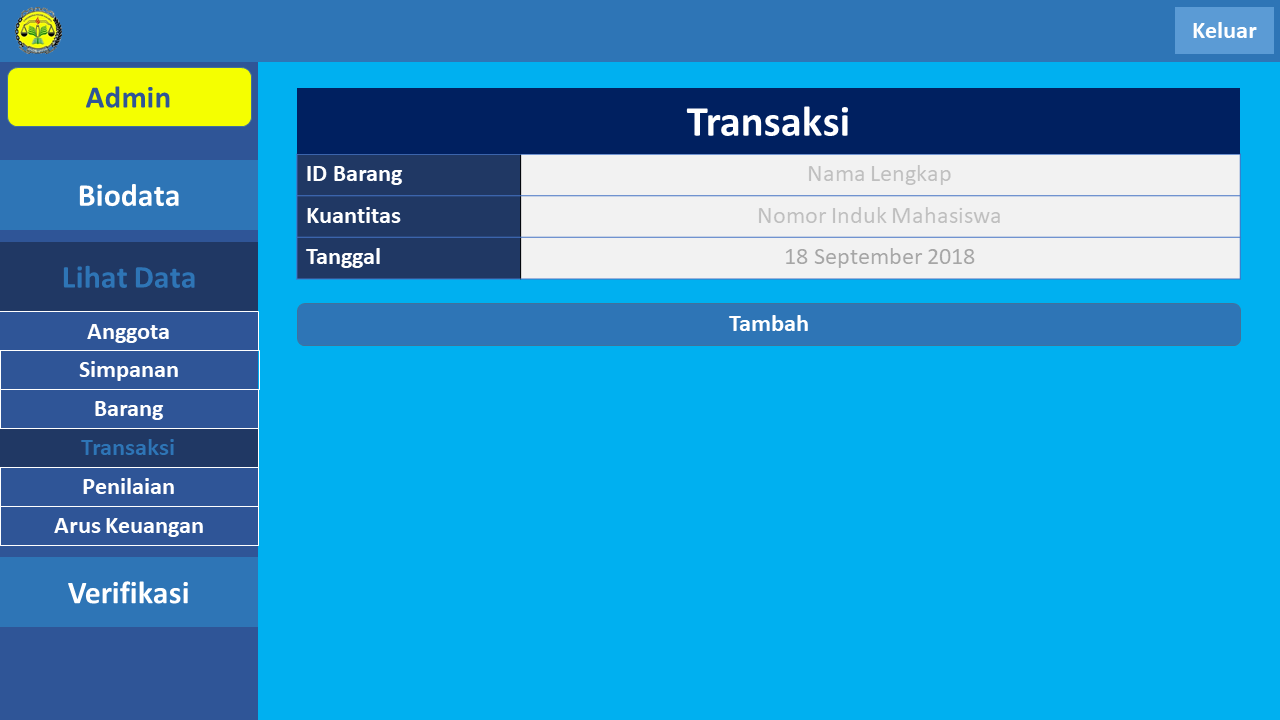 Keluar
Admin
Biodata
Lihat Data
Anggota
Simpanan
Barang
Transaksi
Penilaian
Arus Keuangan
Verifikasi
Transaksi
ID Barang Nama Lengkap
Kuantitas Nomor Induk Mahasiswa
Tanggal 18 September 2018
Tambah